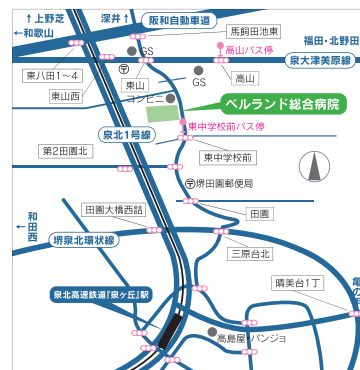 ↑上野芝
深井↑
阪和自動車道
馬飼田池東
←和歌山
GS
高山バス停
福田・北野田
泉大津美原線
東八田1〜4
〒
東山
GS
高山
東山西
コンビニ
ベルランド総合病院
泉北1号線
東中学校前バス停
第2田園北
東中学校前
〒堺田園郵便局
田園大橋西詰
田園
←和田西
堺泉北環状線
三原台北
晴美台1丁
泉北高速鉄道『泉ヶ丘』駅
高島屋・パンジョ